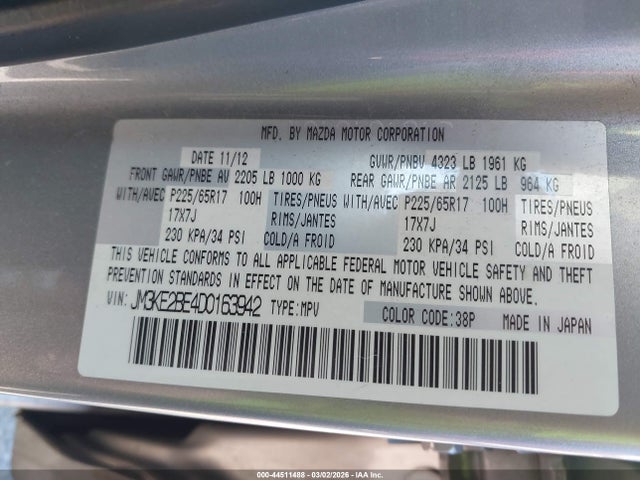 MFD. BY MAZDA MOTOR CORPORATION
DATE 11/12 GVWR/PNBV 4323 LB 1961 KG
FRONT GAWR/PNBE AV 2205 LB 1000 KG REAR GAWR/PNBE AR 2125 LB 964 KG
WITH/AVEC P225/65R17 100H TIRES/PNEUS WITH/AVEC P225/65R17 100H TIRES/PNEUS
17X7J RIMS/JANTES 17X7J RIMS/JANTES
230 KPA/34 PSI COLD/A FROID 230 KPA/34 PSI COLD/A FROID
THIS VEHICLE CONFORMS TO ALL APPLICABLE FEDERAL MOTOR VEHICLE SAFETY AND THEFT
PREVENTION STANDARDS IN EFFECT ON THE DATE OF MANUFACTURE SHOWN ABOVE.
VIN: JM3KE2BE4D0163942 TYPE:MPV COLOR CODE:38P MADE IN JAPAN
000-44511488 - 03/02/2026 - IAA Inc.